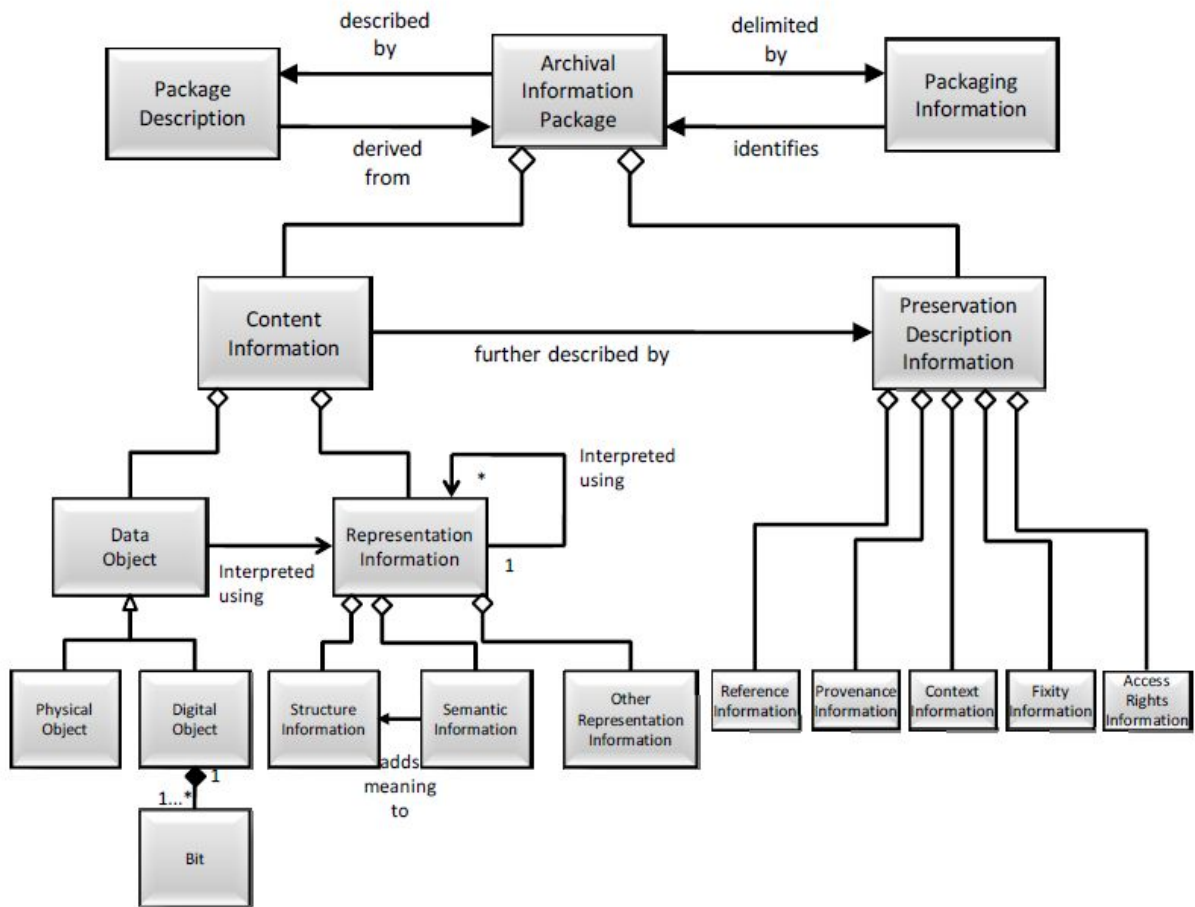 described
by
delimited
by
Package
Description
Archival
Information
Package
Packaging
Information
derived
from
identifies
Content
Information
further described by
Preservation
Description
Information
Interpreted
using
*
Data
Object
Interpreted
using
Representation
Information
1
Physical
Object
Digital
Object
Structure
Information
Semantic
Information
Other
Representation
Information
Reference
Information
Provenance
Information
Context
Information
Fixity
Information
Access
Rights
Information
adds
meaning
to
1
1...*
Bit